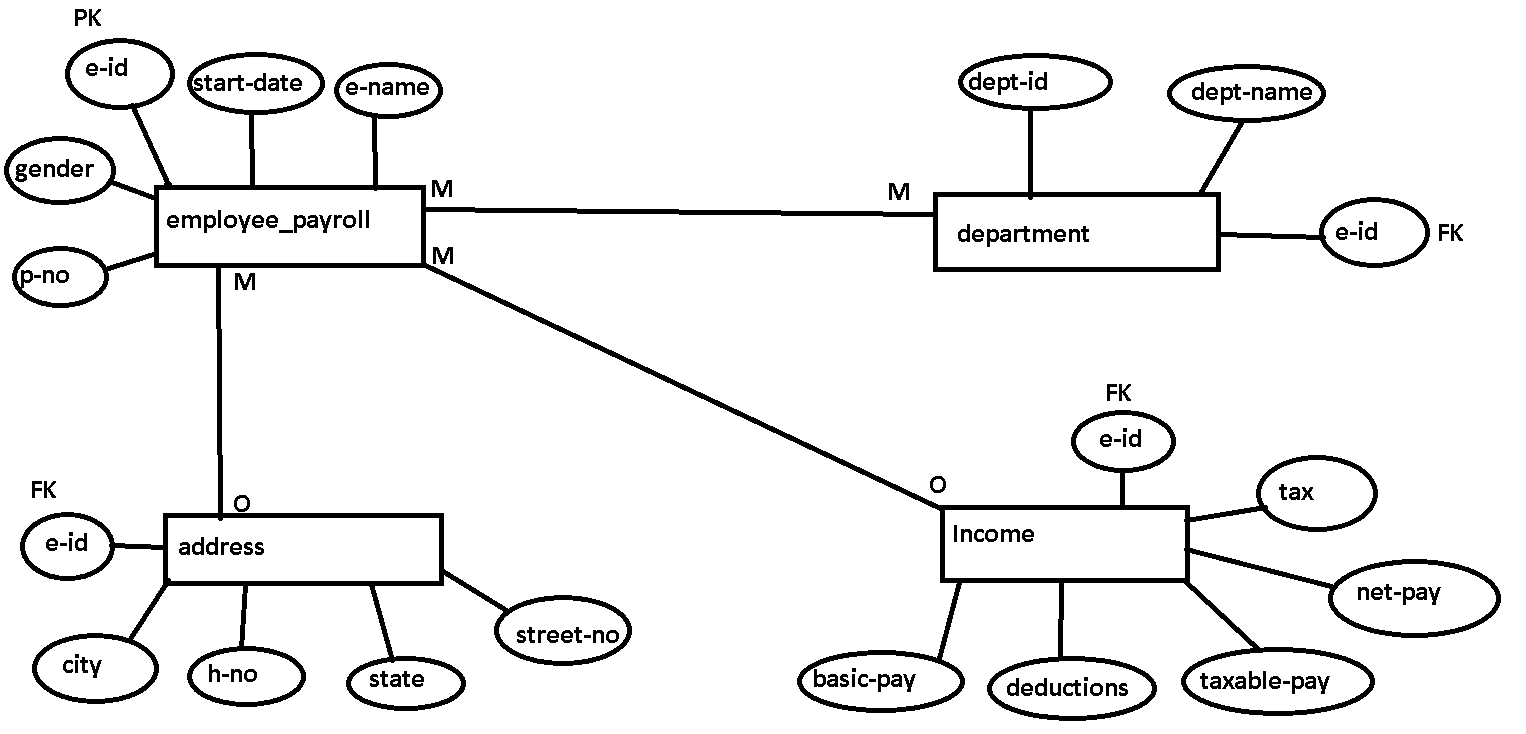 PK
e-id
start-date
e-name
gender
p-no
employee_payroll
M
M
M
M
dept-id
dept-name
department
e-id
FK
FK
e-id
O
address
city
h-no
state
street-no
O
FK
e-id
Income
tax
net-pay
taxable-pay
deductions
basic-pay